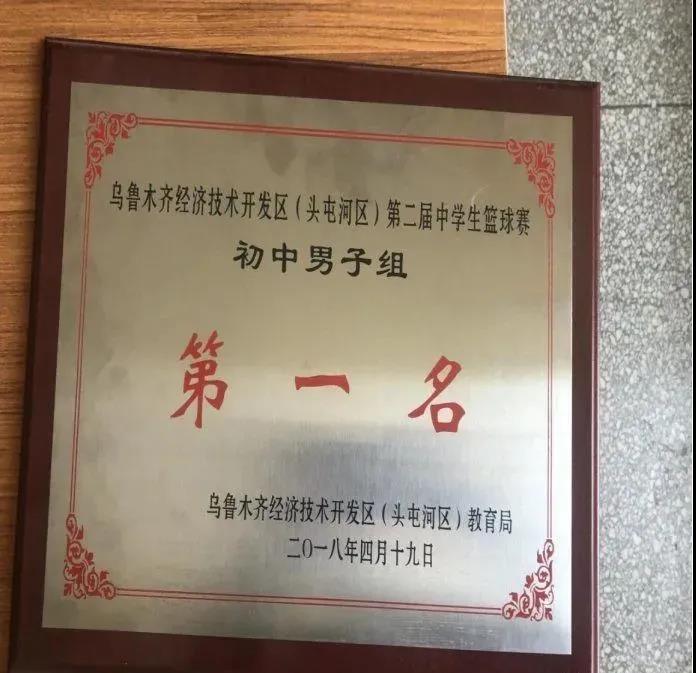 乌鲁木齐经济技术开发区（头屯河区）第二届中学生篮球赛
初中男子组
第一名
乌鲁木齐经济技术开发区（头屯河区）教育局
二〇一八年四月十九日